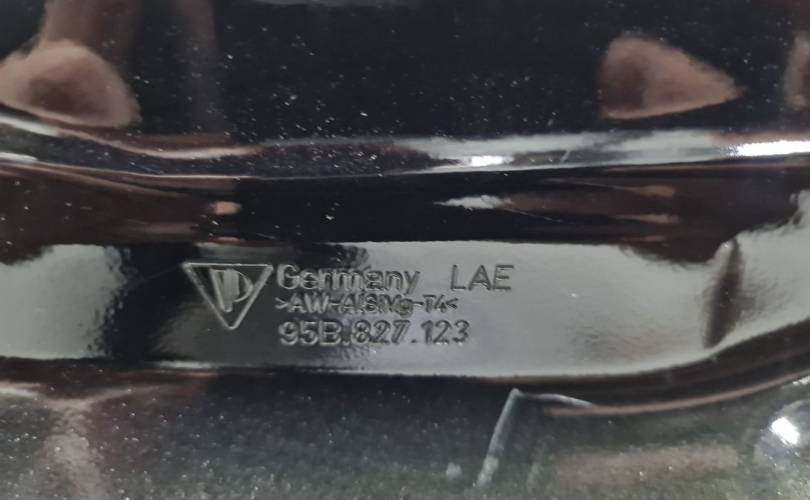 Germany LAE
>AW-AlSiMg-T4<
95B.827.123